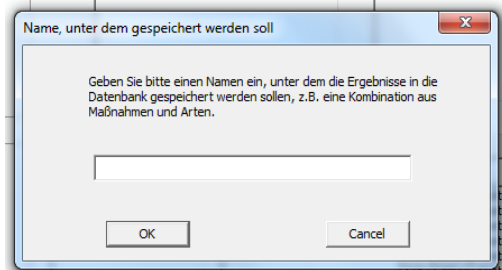 Name, unter dem gespeichert werden soll
Geben Sie bitte einen Namen ein, unter dem die Ergebnisse in die
Datenbank gespeichert werden sollen, z.B. eine Kombination aus
Maßnahmen und Arten.
OK
Cancel